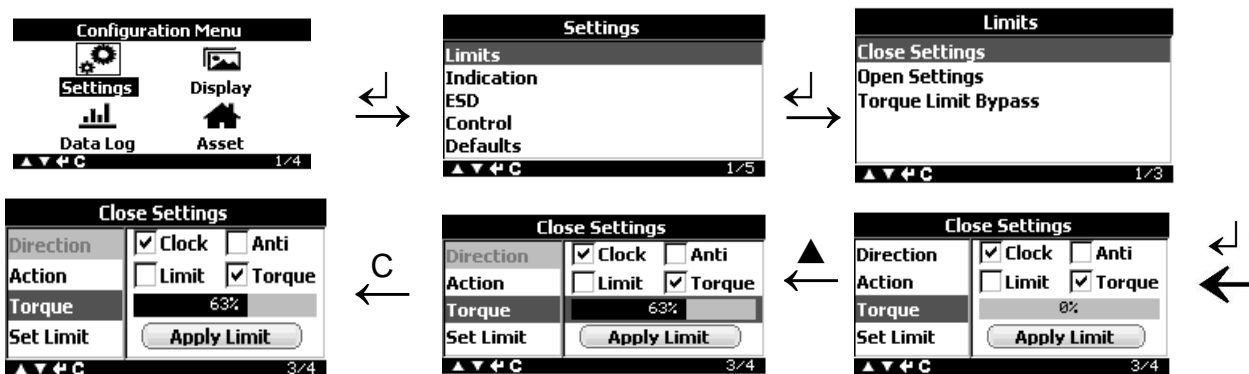 Configuration Menu
Settings
Display
Data Log
Asset
▲ ▼ ↵ C 1/4
↵
Settings
Limits
Indication
ESD
Control
Defaults
▲ ▼ ↵ C 1/5
↵
Limits
Close Settings
Open Settings
Torque Limit Bypass
▲ ▼ ↵ C 1/3
Close Settings
Direction Clock Anti
Action Limit Torque
Torque 63%
Set Limit Apply Limit
▲ ▼ ↵ C 3/4
C
Close Settings
Direction Clock Anti
Action Limit Torque
Torque 63%
Set Limit Apply Limit
▲ ▼ ↵ C 3/4
▲
Close Settings
Direction Clock Anti
Action Limit Torque
Torque 0%
Set Limit Apply Limit
▲ ▼ ↵ C 3/4
↵